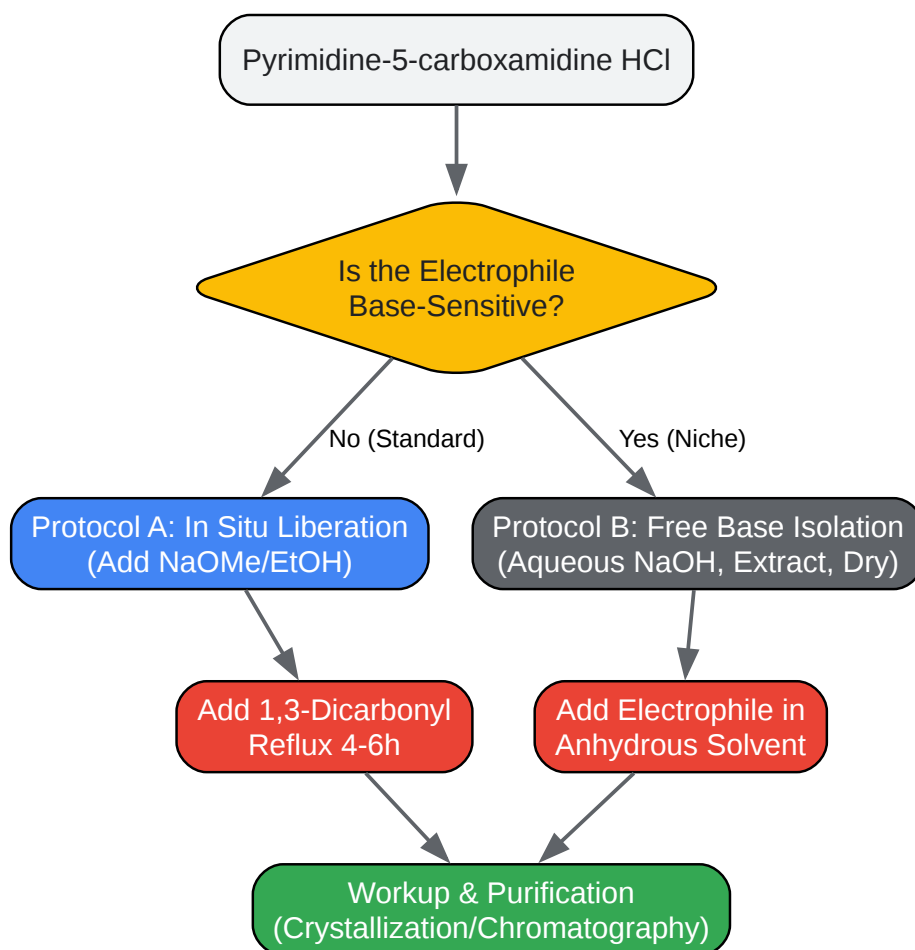 Pyrimidine-5-carboxamidine HCl
Is the Electrophile
Base-Sensitive?
No (Standard)
Yes (Niche)
Protocol A: In Situ Liberation
(Add NaOMe/EtOH)
Protocol B: Free Base Isolation
(Aqueous NaOH, Extract, Dry)
Add 1,3-Dicarbonyl
Reflux 4-6h
Add Electrophile in
Anhydrous Solvent
Workup & Purification
(Crystallization/Chromatography)